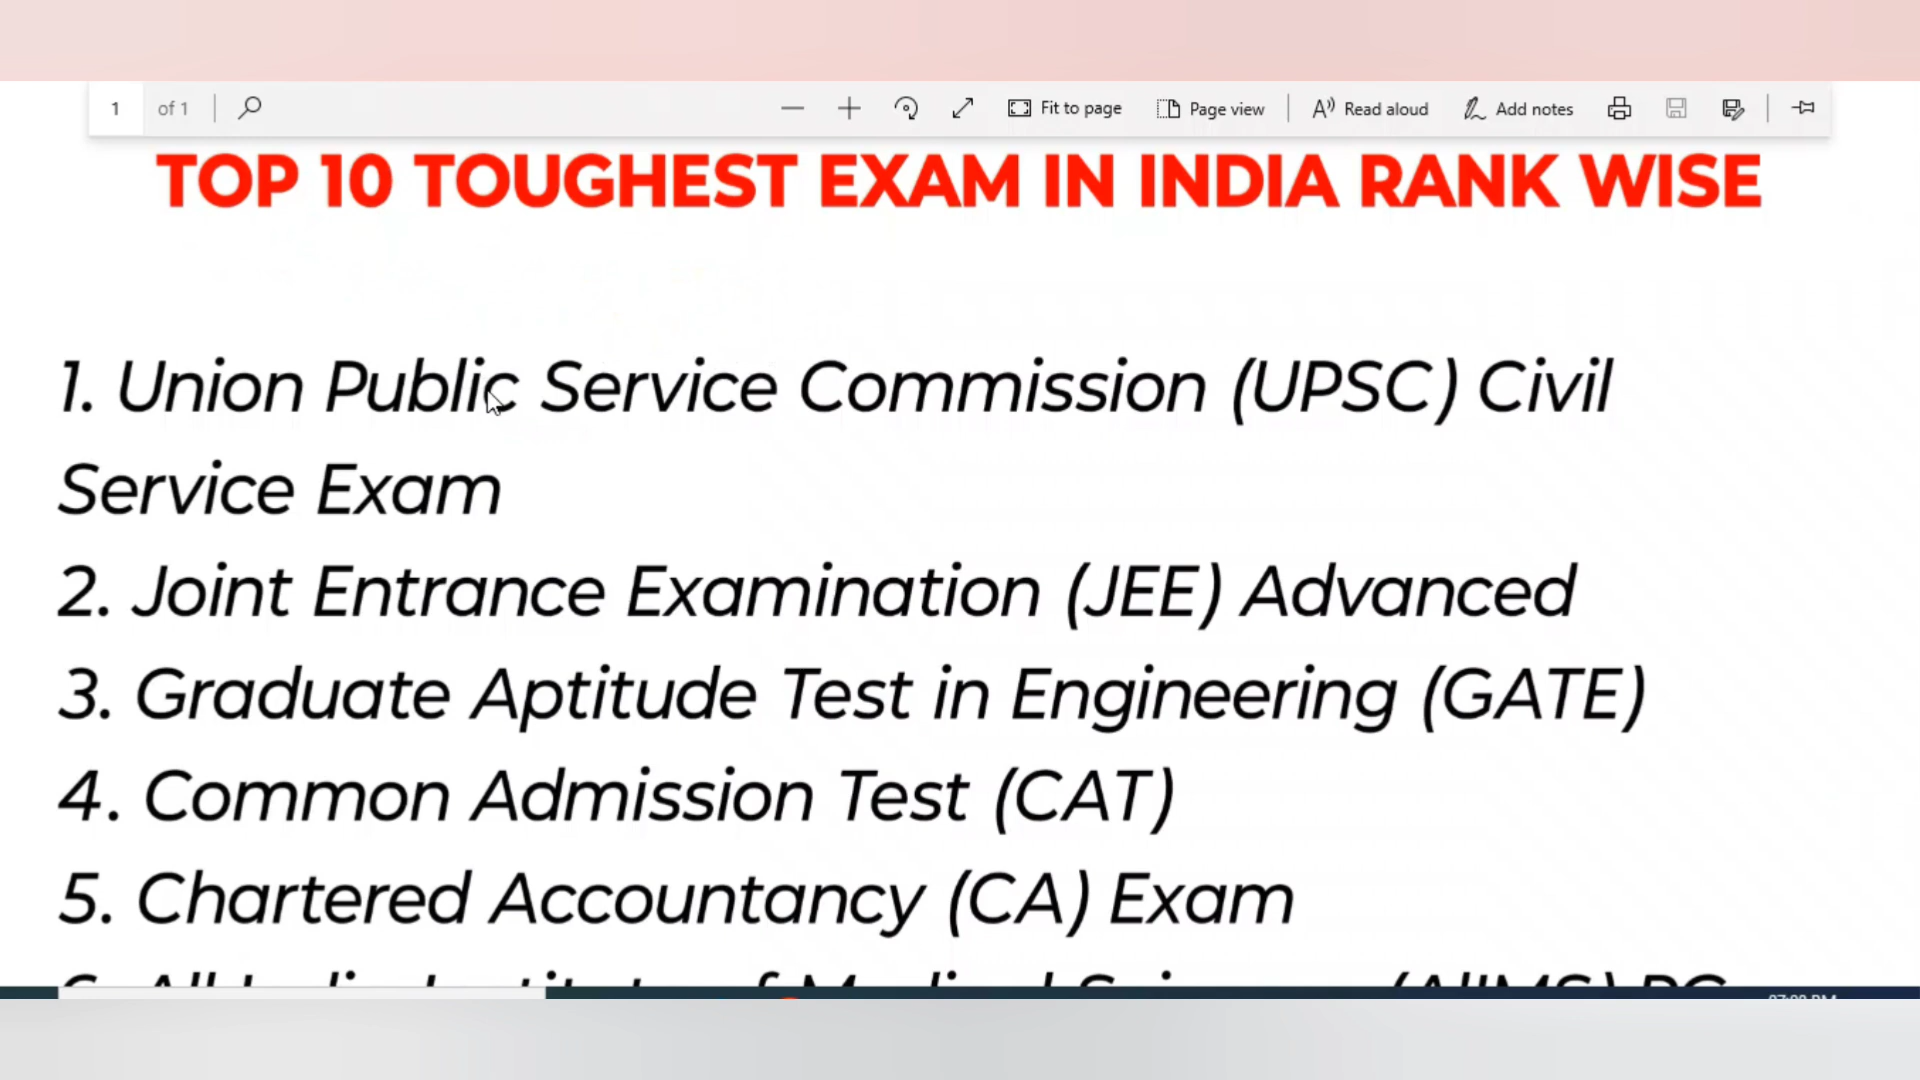 1 of 1 Fit to page Page view Read aloud Add notes
TOP 10 TOUGHEST EXAM IN INDIA RANK WISE
1. Union Public Service Commission (UPSC) Civil
Service Exam
2. Joint Entrance Examination (JEE) Advanced
3. Graduate Aptitude Test in Engineering (GATE)
4. Common Admission Test (CAT)
5. Chartered Accountancy (CA) Exam